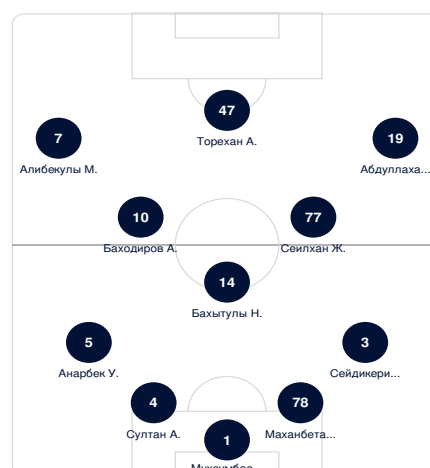 47
Торехан А.
7
Алибекулы М.
19
Абдуллаха...
10
Баходиров А.
77
Сеилхан Ж.
14
Бахытулы Н.
5
Анарбек У.
3
Сейдикери...
4
Султан А.
78
Маханбета...
1